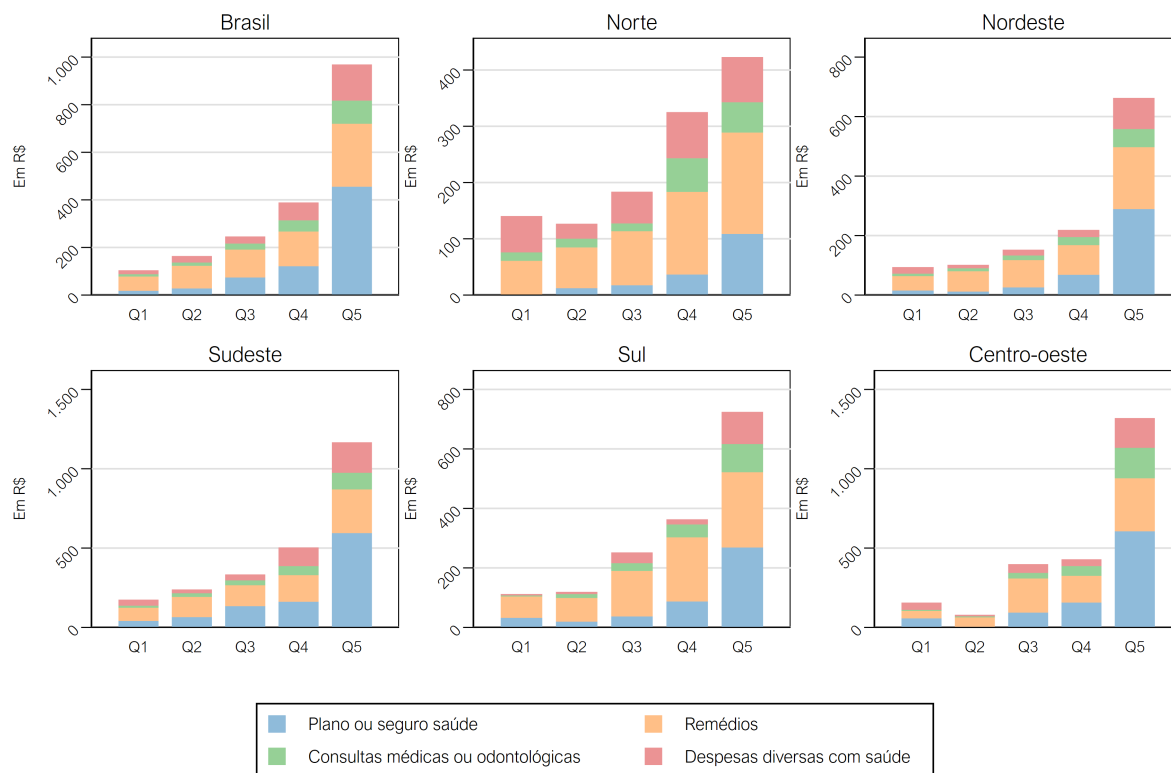 Brasil
Em R$
1.000
800
600
400
200
0
Q1 Q2 Q3 Q4 Q5
Norte
Em R$
400
300
200
100
0
Q1 Q2 Q3 Q4 Q5
Nordeste
Em R$
800
600
400
200
0
Q1 Q2 Q3 Q4 Q5
Sudeste
Em R$
1.500
1.000
500
0
Q1 Q2 Q3 Q4 Q5
Sul
Em R$
800
600
400
200
0
Q1 Q2 Q3 Q4 Q5
Centro-oeste
Em R$
1.500
1.000
500
0
Q1 Q2 Q3 Q4 Q5
Plano ou seguro saúde
Remédios
Consultas médicas ou odontológicas
Despesas diversas com saúde